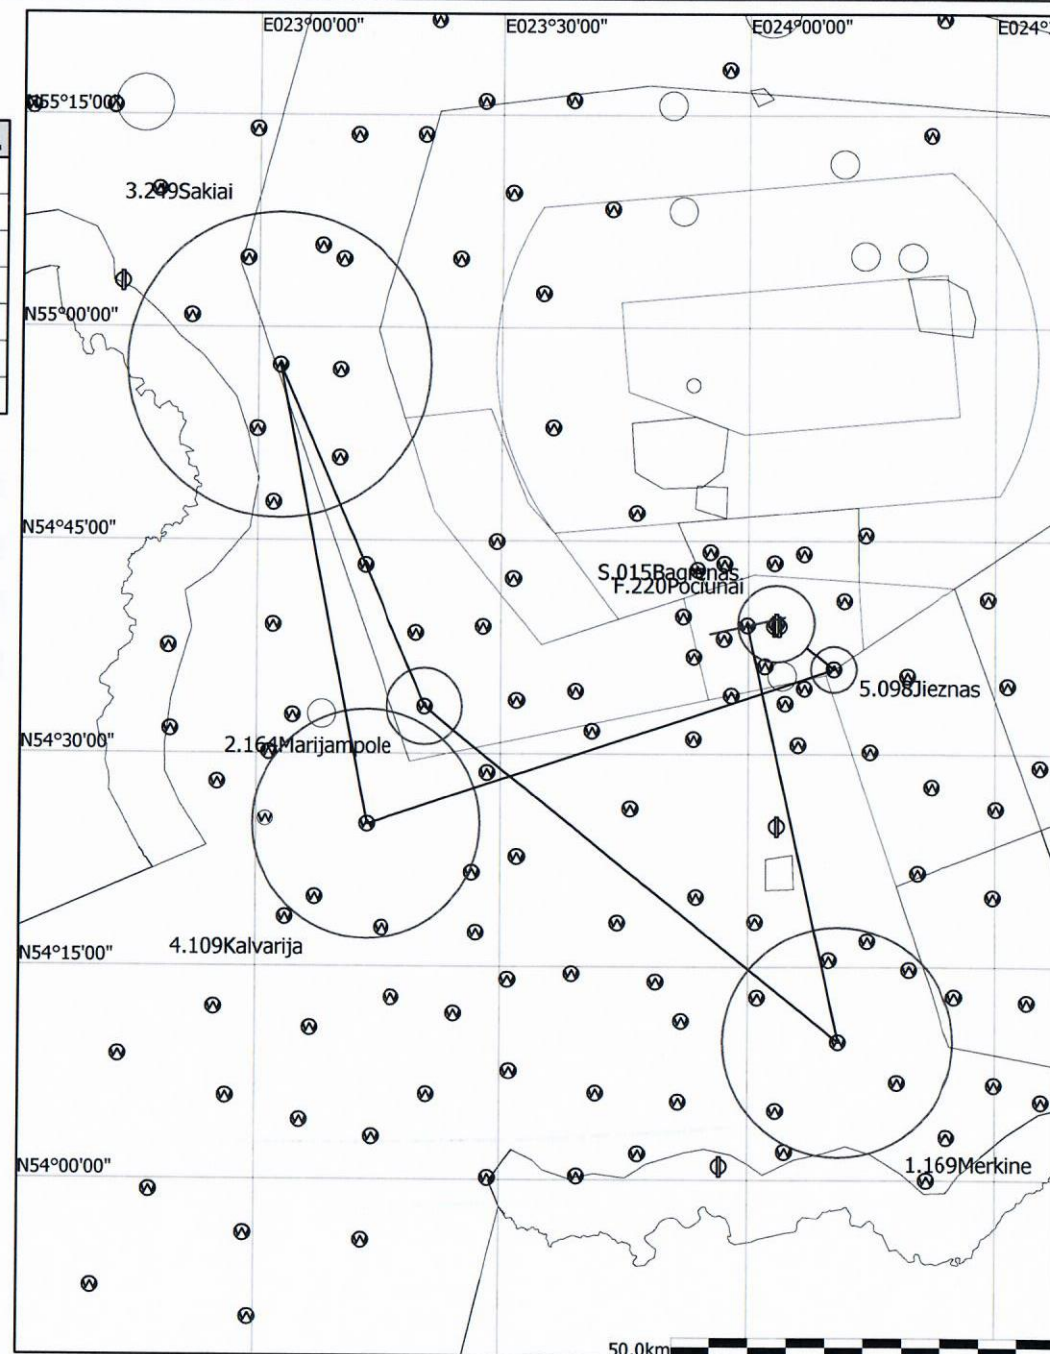 E023°00'00" E023°30'00" E024°00'00" E024°
N55°15'00"
3.249Sakiai
N55°00'00"
N54°45'00"
S.015Bagrenas
F.220Pociunai
5.098Jieznas
2.164Marijampole
N54°30'00"
4.109Kalvarija
N54°15'00"
1.169Merkine
N54°00'00"
50.0km